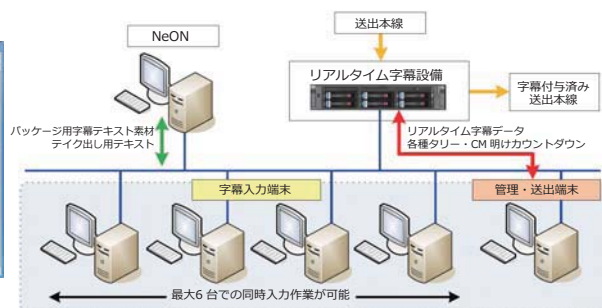 送出本線
NeON
リアルタイム字幕設備
字幕付与済み
送出本線
パッケージ用字幕テキスト素材
テイク出し用テキスト
リアルタイム字幕データ
各種タリー・CM 明けカウントダウン
字幕入力端末
管理・送出端末
最大6 台での同時入力作業が可能